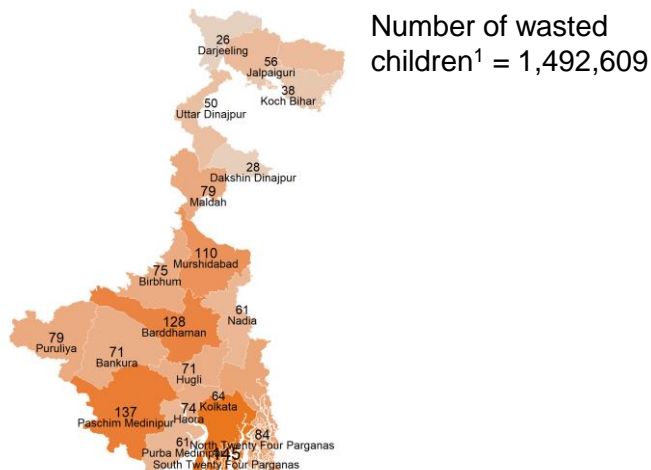 Number of wasted
children¹ = 1,492,609
26
Darjeeling
56
Jalpaiguri
38
Koch Bihar
50
Uttar Dinajpur
28
Dakshin Dinajpur
79
Maldah
110
Murshidabad
75
Birbhum
61
Nadia
128
Barddhaman
79
Puruliya
71
Bankura
71
Hugli
64
Kolkata
137
Paschim Medinipur
74
Haora
84
North Twenty Four Parganas
61
Purba Medinipur
145
South Twenty Four Parganas